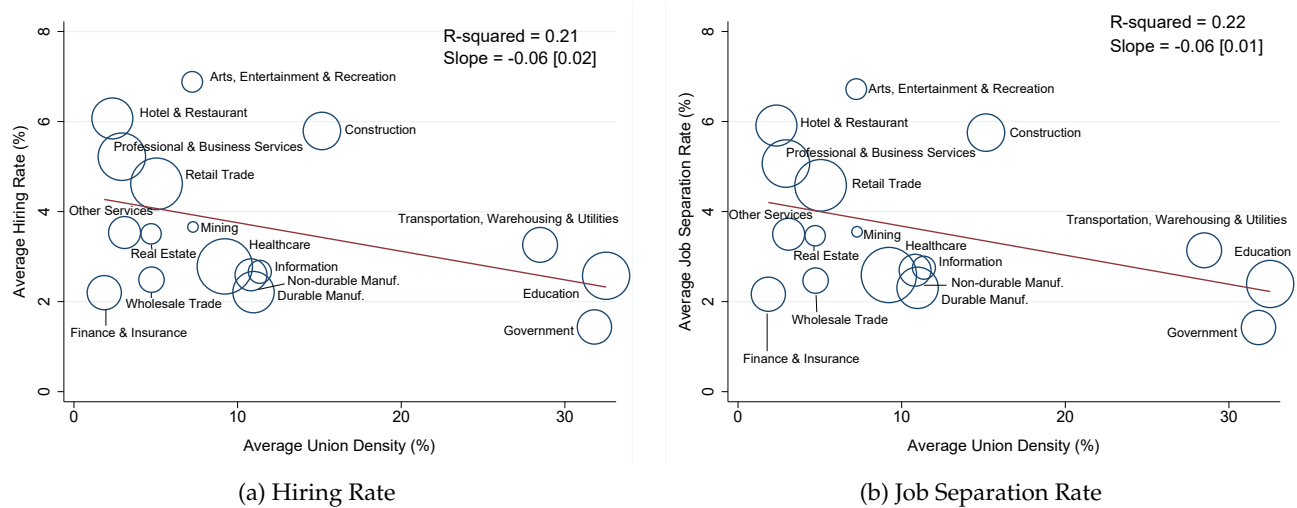 R-squared = 0.21
Slope = -0.06 [0.02]
Average Hiring Rate (%)
8
6
4
2
0
Arts, Entertainment & Recreation
Hotel & Restaurant
Construction
Professional & Business Services
Retail Trade
Other Services
Mining
Transportation, Warehousing & Utilities
Real Estate
Healthcare
Information
Non-durable Manuf.
Durable Manuf.
Education
Wholesale Trade
Government
Finance & Insurance
0
10
20
30
Average Union Density (%)
(a) Hiring Rate
R-squared = 0.22
Slope = -0.06 [0.01]
Average Job Separation Rate (%)
8
6
4
2
0
Arts, Entertainment & Recreation
Hotel & Restaurant
Construction
Professional & Business Services
Retail Trade
Other Services
Mining
Transportation, Warehousing & Utilities
Real Estate
Healthcare
Information
Education
Non-durable Manuf.
Durable Manuf.
Wholesale Trade
Government
Finance & Insurance
0
10
20
30
Average Union Density (%)
(b) Job Separation Rate